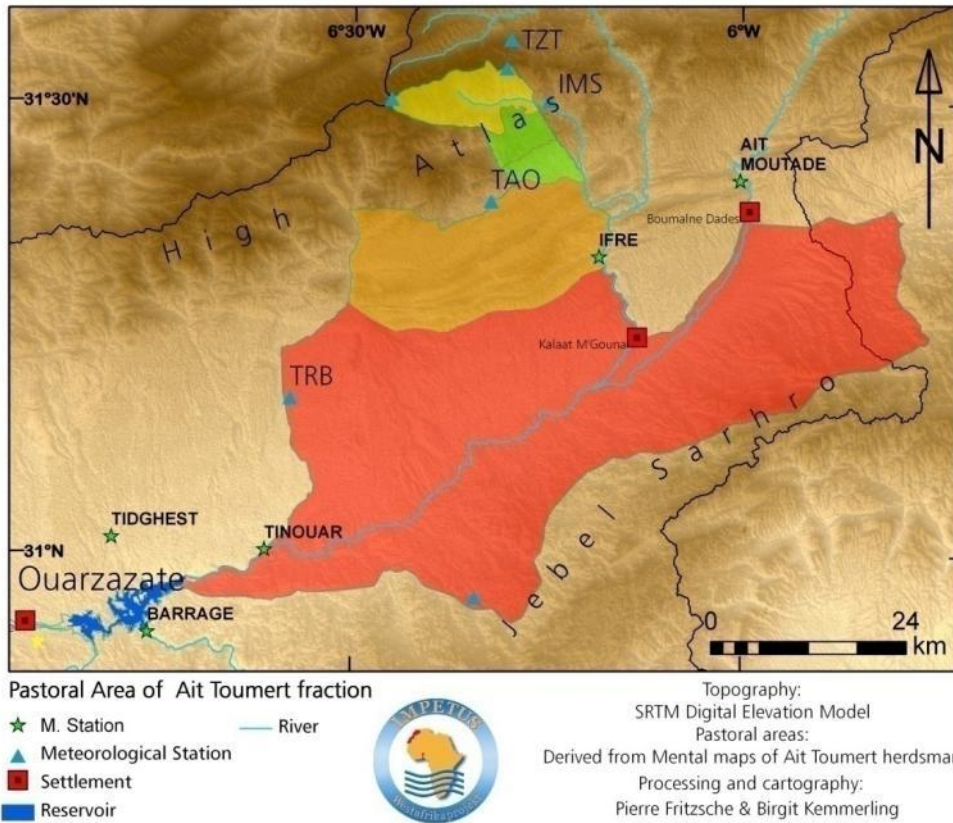 6°30'W
6°W
TZT
31°30'N
IMS
High Atlas
N
AIT
MOUTADE
TAO
Boumalne Dades
IFRE
Kalaat M'Gouna
TRB
Jebel Sarhro
TIDGHEST
TINOUAR
31°N
Ouarzazate
BARRAGE
0 24
km
Pastoral Area of Ait Toumert fraction
M. Station
River
Meteorological Station
Settlement
Reservoir
IMPETUS
Westafrikaprojekt
Topography:
SRTM Digital Elevation Model
Pastoral areas:
Derived from Mental maps of Ait Toumert herdsman
Processing and cartography:
Pierre Fritzsche & Birgit Kemmerling